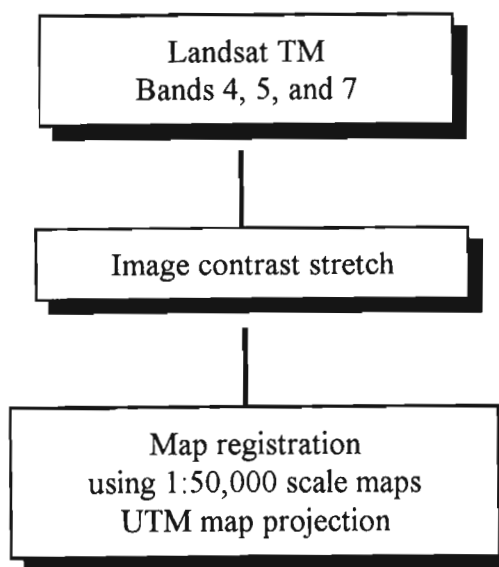 Landsat TM
Bands 4, 5, and 7
Image contrast stretch
Map registration
using 1:50,000 scale maps
UTM map projection